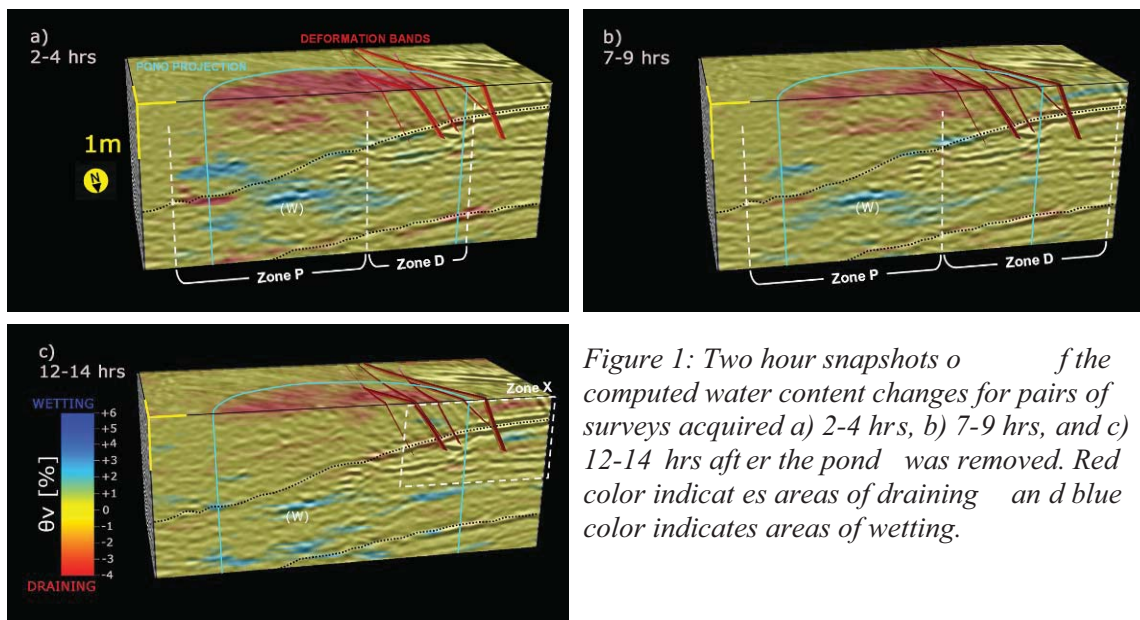 a)
2-4 hrs
DEFORMATION BANDS
POND PROJECTION
1m
N
(W)
Zone P
Zone D
b)
7-9 hrs
(W)
Zone P
Zone D
c)
12-14 hrs
Zone X
WETTING
+6
+5
+4
+3
+2
+1
0
-1
-2
-3
-4
θv [%]
DRAINING
(W)
Figure 1: Two hour snapshots o f the
computed water content changes for pairs of
surveys acquired a) 2-4 hrs, b) 7-9 hrs, and c)
12-14 hrs aft er the pond was removed. Red
color indicat es areas of draining an d blue
color indicates areas of wetting.